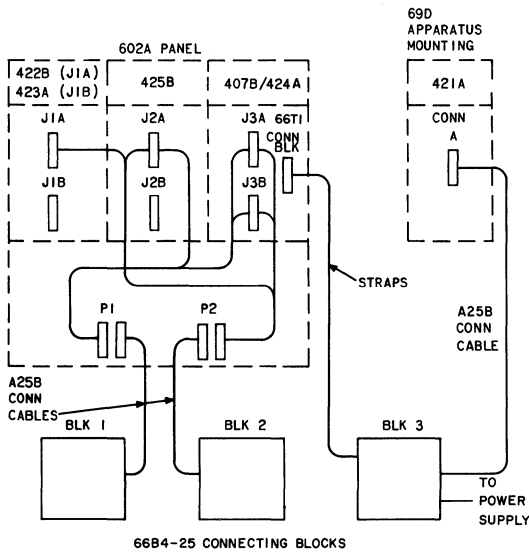 69D
APPARATUS
MOUNTING
602A PANEL
422B (J1A)
423A (J1B)
425B
407B/424A
421A
J1A
J2A
J3A
66T1
CONN
BLK
CONN
A
J1B
J2B
J3B
STRAPS
P1
P2
A25B
CONN
CABLE
A25B
CONN
CABLES
BLK 1
BLK 2
BLK 3
TO
POWER
SUPPLY
66B4-25 CONNECTING BLOCKS